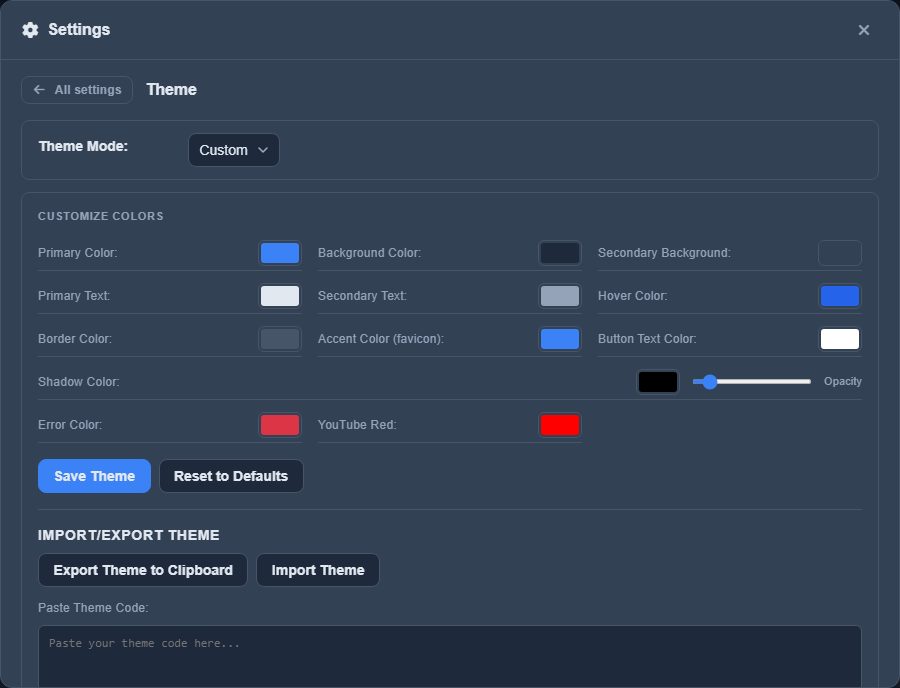 Settings
All settings
Theme
Theme Mode:
Custom
CUSTOMIZE COLORS
Primary Color:
Background Color:
Secondary Background:
Primary Text:
Secondary Text:
Hover Color:
Border Color:
Accent Color (favicon):
Button Text Color:
Shadow Color:
Opacity
Error Color:
YouTube Red:
Save Theme
Reset to Defaults
IMPORT/EXPORT THEME
Export Theme to Clipboard
Import Theme
Paste Theme Code:
Paste your theme code here...